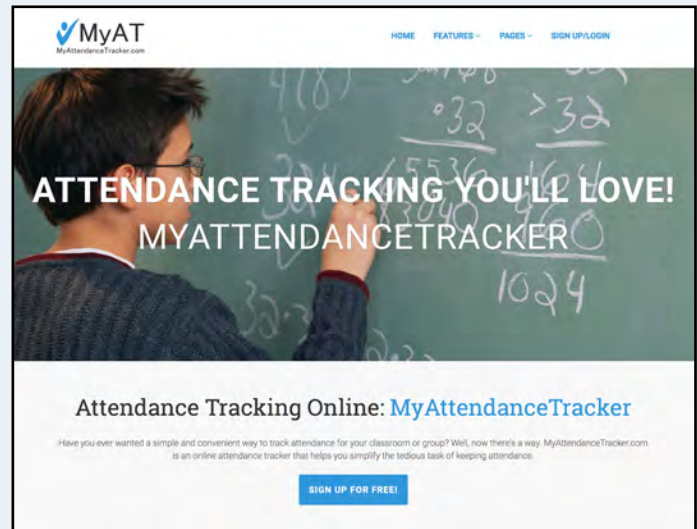 MyAT
MyAttendanceTracker.com
HOME FEATURES PAGES SIGN UP/LOGIN
32 >32
1024
ATTENDANCE TRACKING YOU'LL LOVE!
MYATTENDANCETRACKER
Attendance Tracking Online: MyAttendanceTracker
Have you ever wanted a simple and convenient way to track attendance for your classroom or group? Well, now there's a way. MyAttendanceTracker.com
is an online attendance tracker that helps you simplify the tedious task of keeping attendance.
SIGN UP FOR FREE!